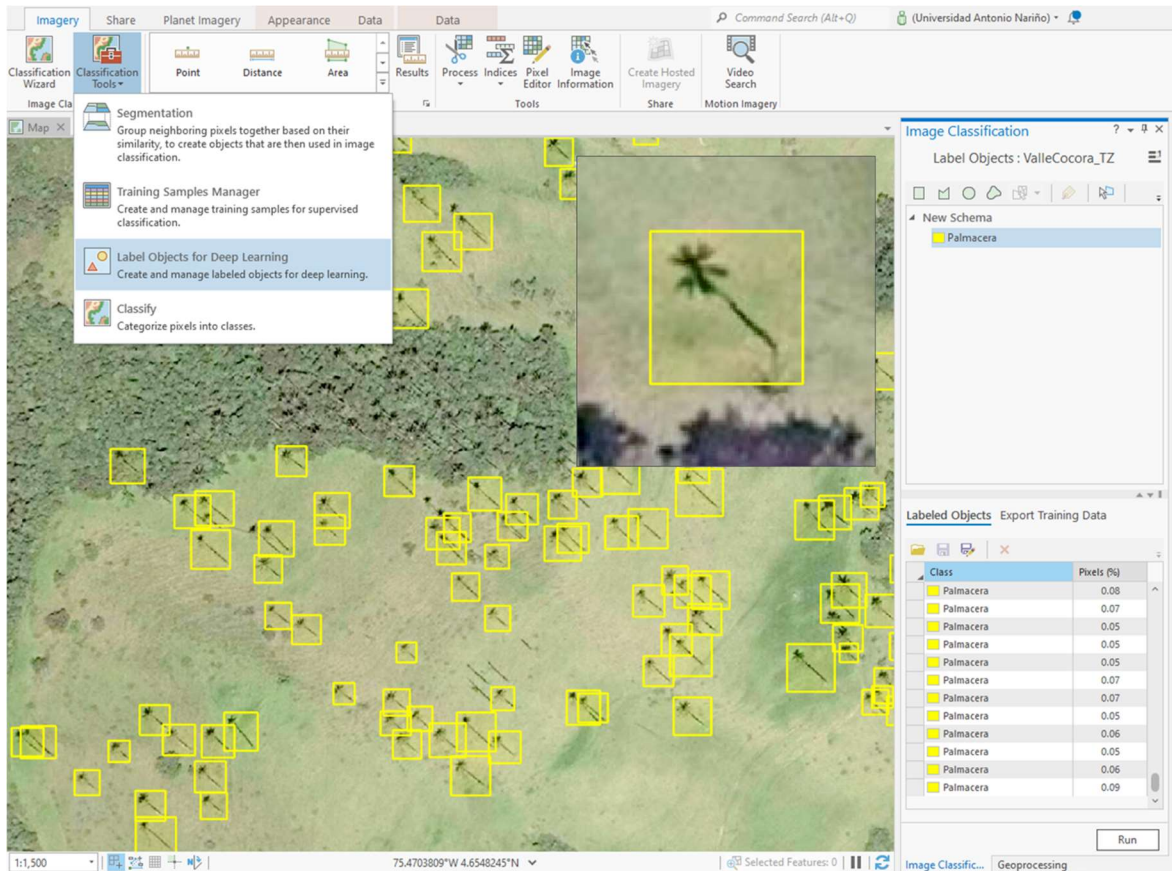 Imagery Share Planet Imagery Appearance Data Data Command Search (Alt+Q) (Universidad Antonio Nariño)
Classification Wizard
Classification Tools
Point
Distance
Area
Results
Process
Indices
Pixel Editor
Image Information
Create Hosted Imagery
Video Search
Image Cla
Tools
Share
Motion Imagery
Map
Segmentation
Group neighboring pixels together based on their
similarity, to create objects that are then used in image
classification.
Training Samples Manager
Create and manage training samples for supervised
classification.
Label Objects for Deep Learning
Create and manage labeled objects for deep learning.
Classify
Categorize pixels into classes.
Image Classification
Label Objects : ValleCocora_TZ
New Schema
Palmacera
Labeled Objects Export Training Data
Class Pixels (%)
Palmacera 0.08
Palmacera 0.07
Palmacera 0.05
Palmacera 0.05
Palmacera 0.05
Palmacera 0.07
Palmacera 0.07
Palmacera 0.05
Palmacera 0.06
Palmacera 0.05
Palmacera 0.06
Palmacera 0.09
Run
1:1,500
75.4703809°W 4.6548245°N
Selected Features: 0
Image Classific... Geoprocessing